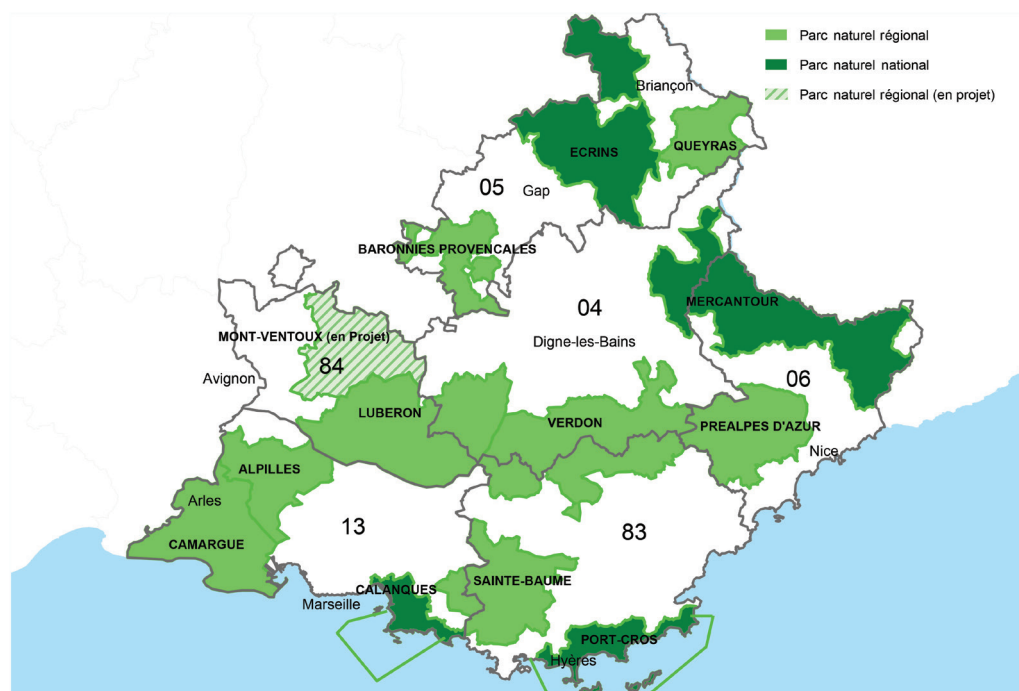 Parc naturel régional
Parc naturel national
Parc naturel régional (en projet)
Briançon
ECRINS
QUEYRAS
05
Gap
BARONNIES PROVENCALES
MERCANTOUR
04
MONT-VENTOUX (en Projet)
Digne-les-Bains
84
Avignon
06
LUBERON
VERDON
PREALPES D'AZUR
Nice
ALPILLES
Arles
13
83
CAMARGUE
SAINTE-BAUME
CALANQUES
Marseille
PORT-CROS
Hyères